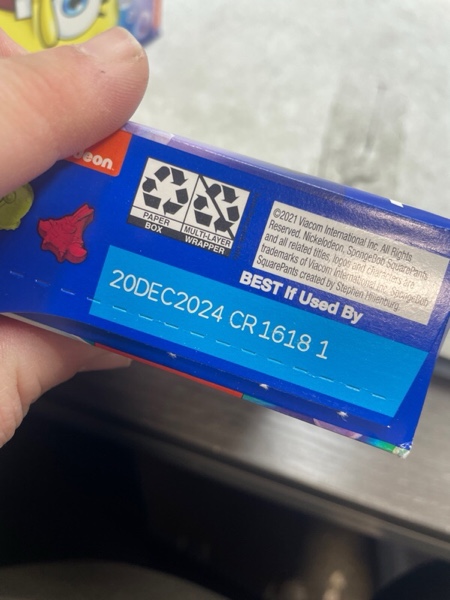 eon.
PAPER
BOX
MULTI-LAYER
WRAPPER
©2021 Viacom International Inc. All Rights
Reserved. Nickelodeon, SpongeBob SquarePants
and all related titles, logos and characters are
trademarks of Viacom International Inc. SpongeBob
SquarePants created by Stephen Hillenburg.
BEST If Used By
20DEC2024 CR 1618 1